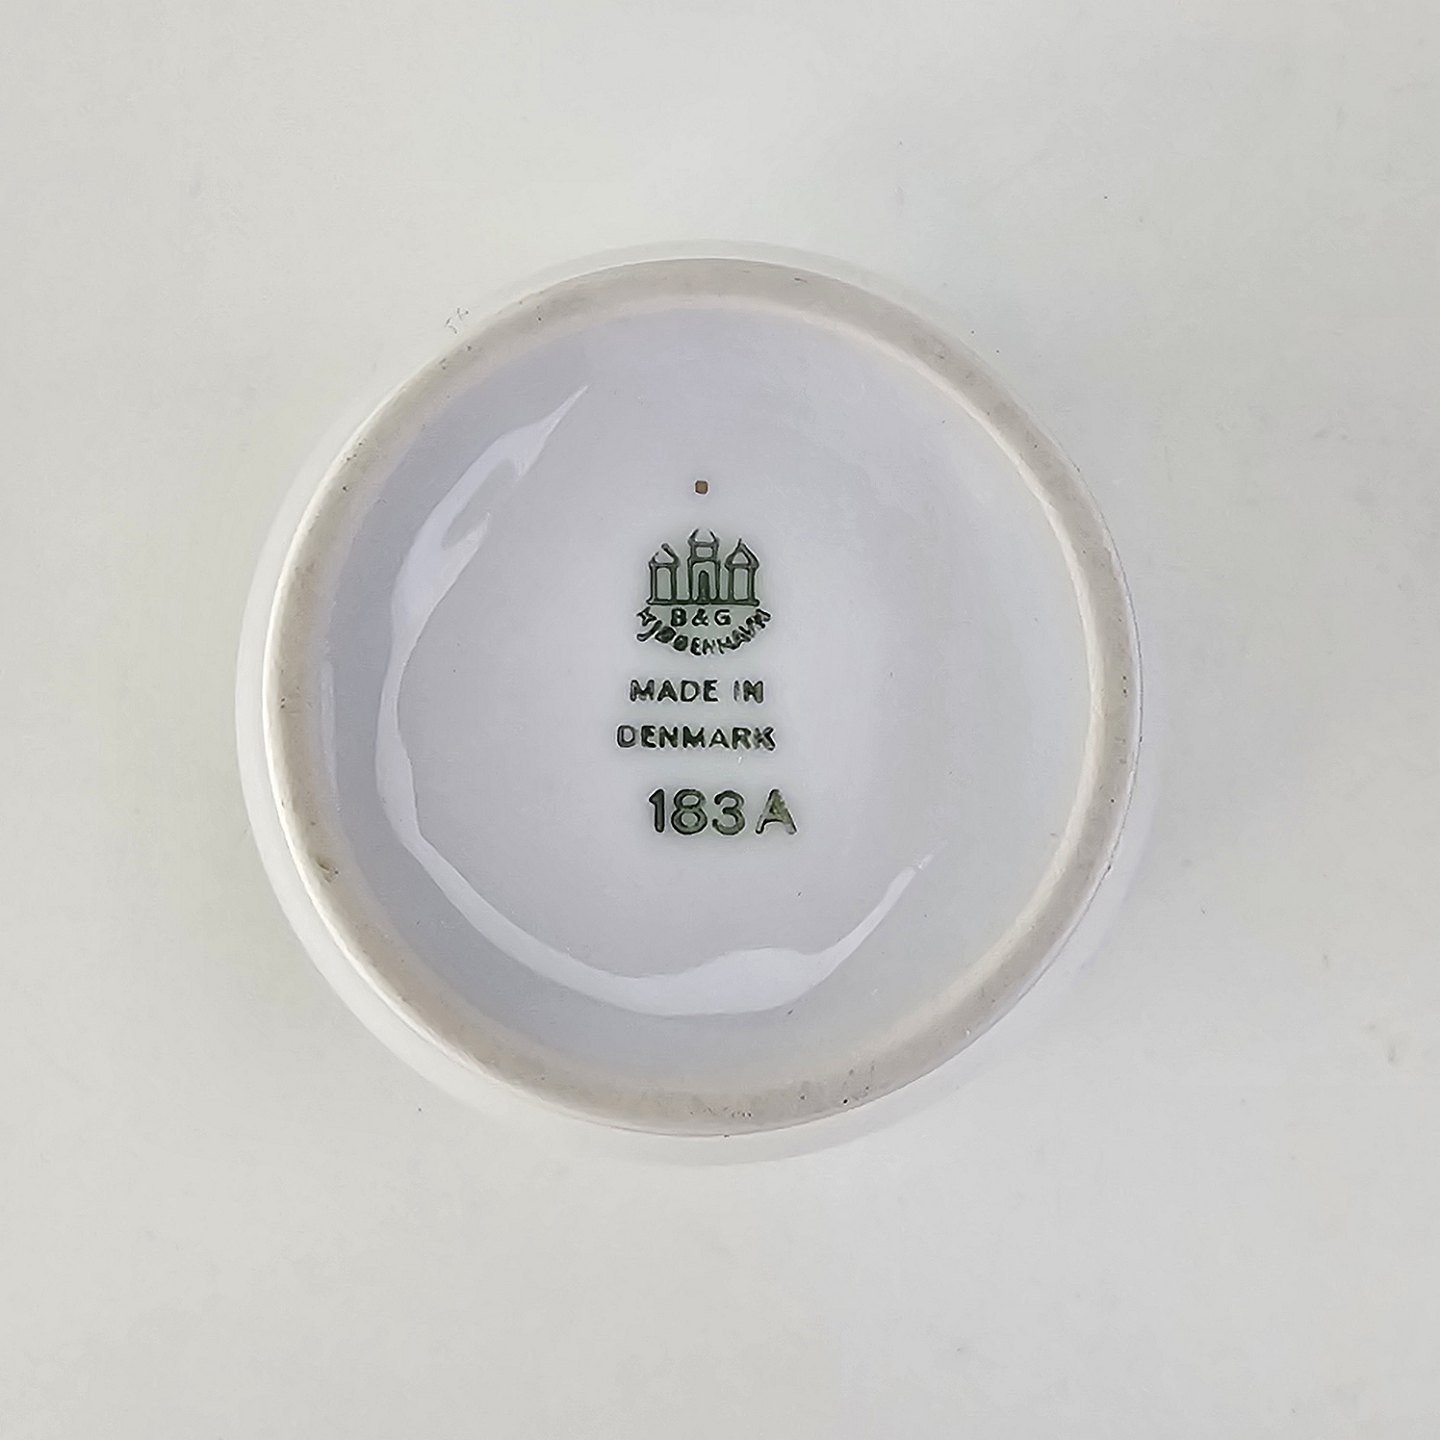 B&G
KJØBENHAVN
MADE IN
DENMARK
183A